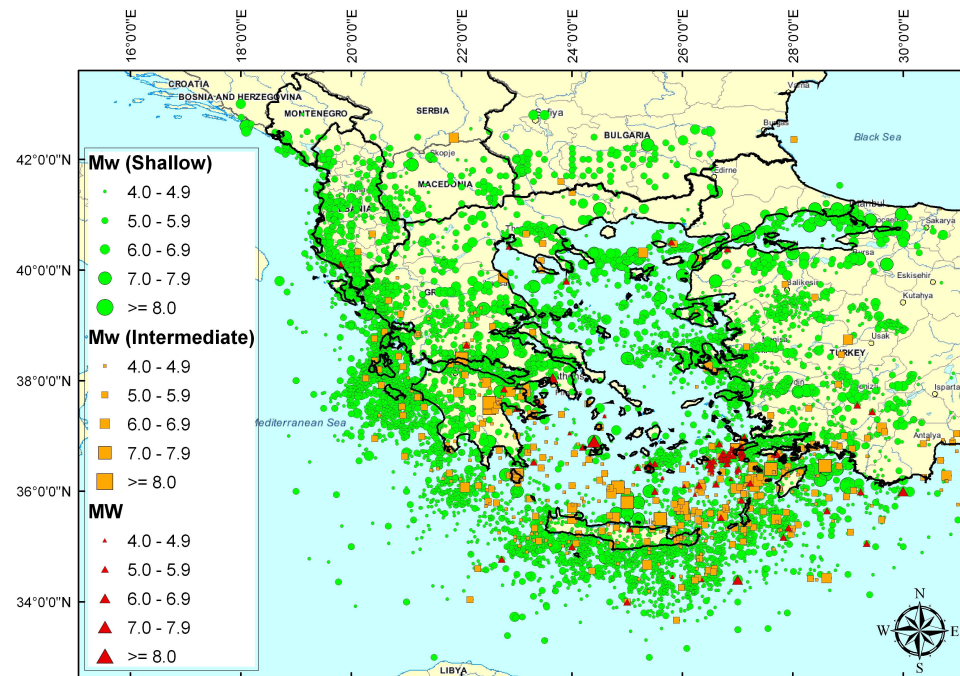 16°0'0"E
18°0'0"E
20°0'0"E
22°0'0"E
24°0'0"E
26°0'0"E
28°0'0"E
30°0'0"E
CROATIA
BOSNIA AND HERZEGOVINA
MONTENEGRO
SERBIA
BULGARIA
Black Sea
Skopje
MACEDONIA
Edirne
Sakarya
Eskisehir
Kutahya
Usak
TURKEY
Isparta
Antalya
LIBYA
42°0'0"N
40°0'0"N
38°0'0"N
36°0'0"N
34°0'0"N
Mw (Shallow)
4.0 - 4.9
5.0 - 5.9
6.0 - 6.9
7.0 - 7.9
>= 8.0
Mw (Intermediate)
4.0 - 4.9
5.0 - 5.9
6.0 - 6.9
7.0 - 7.9
>= 8.0
MW
4.0 - 4.9
5.0 - 5.9
6.0 - 6.9
7.0 - 7.9
>= 8.0
Mediterranean Sea
N
W E
S